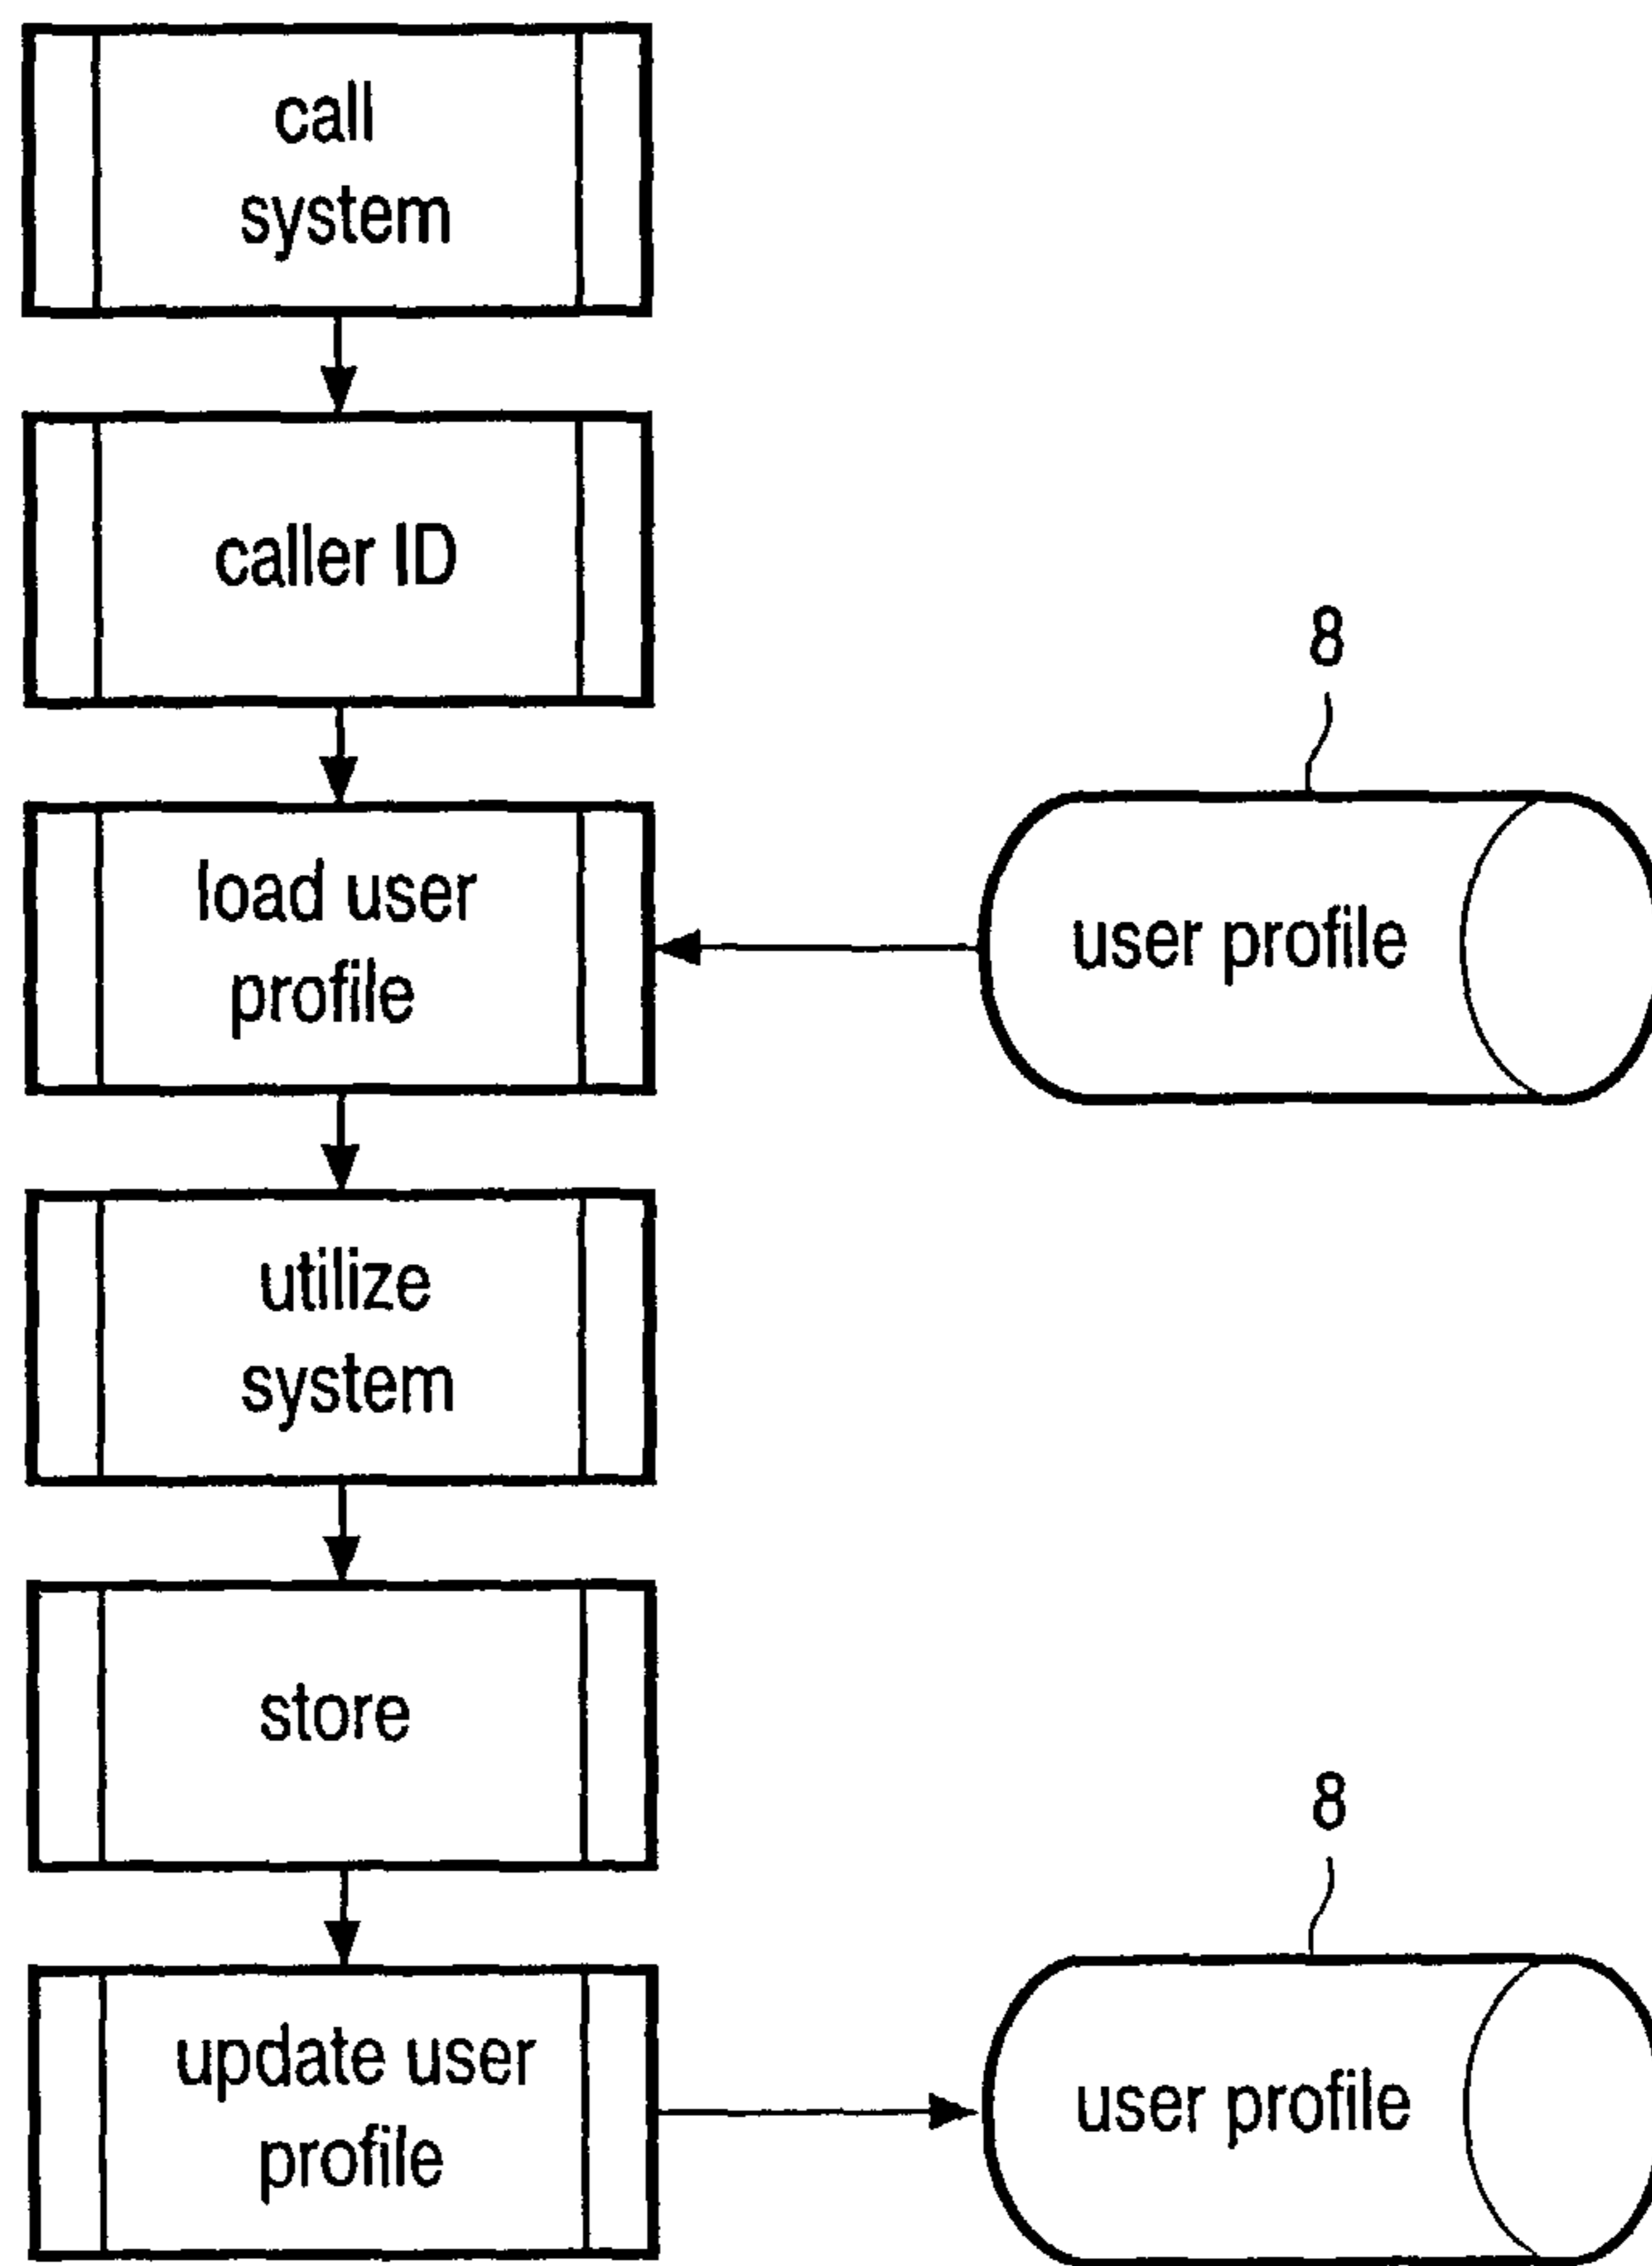 call
system
caller ID
8
load user
profile
user profile
utilize
system
store
8
update user
profile
user profile